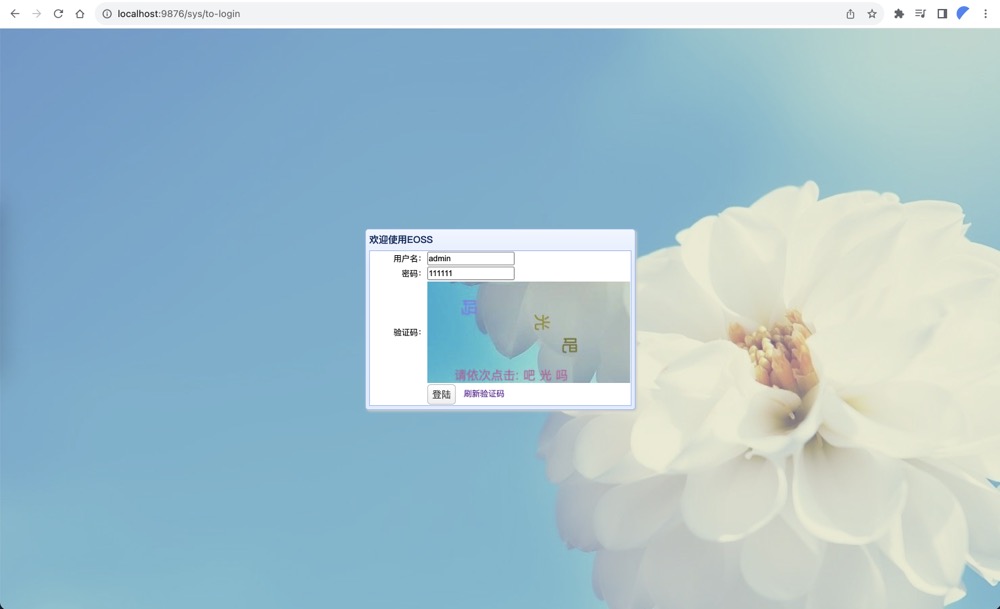 localhost:9876/sys/to-login
欢迎使用EOSS
用户名： admin
密码： 111111
吗
光
吧
验证码：
请依次点击: 吧 光 吗
登陆 刷新验证码